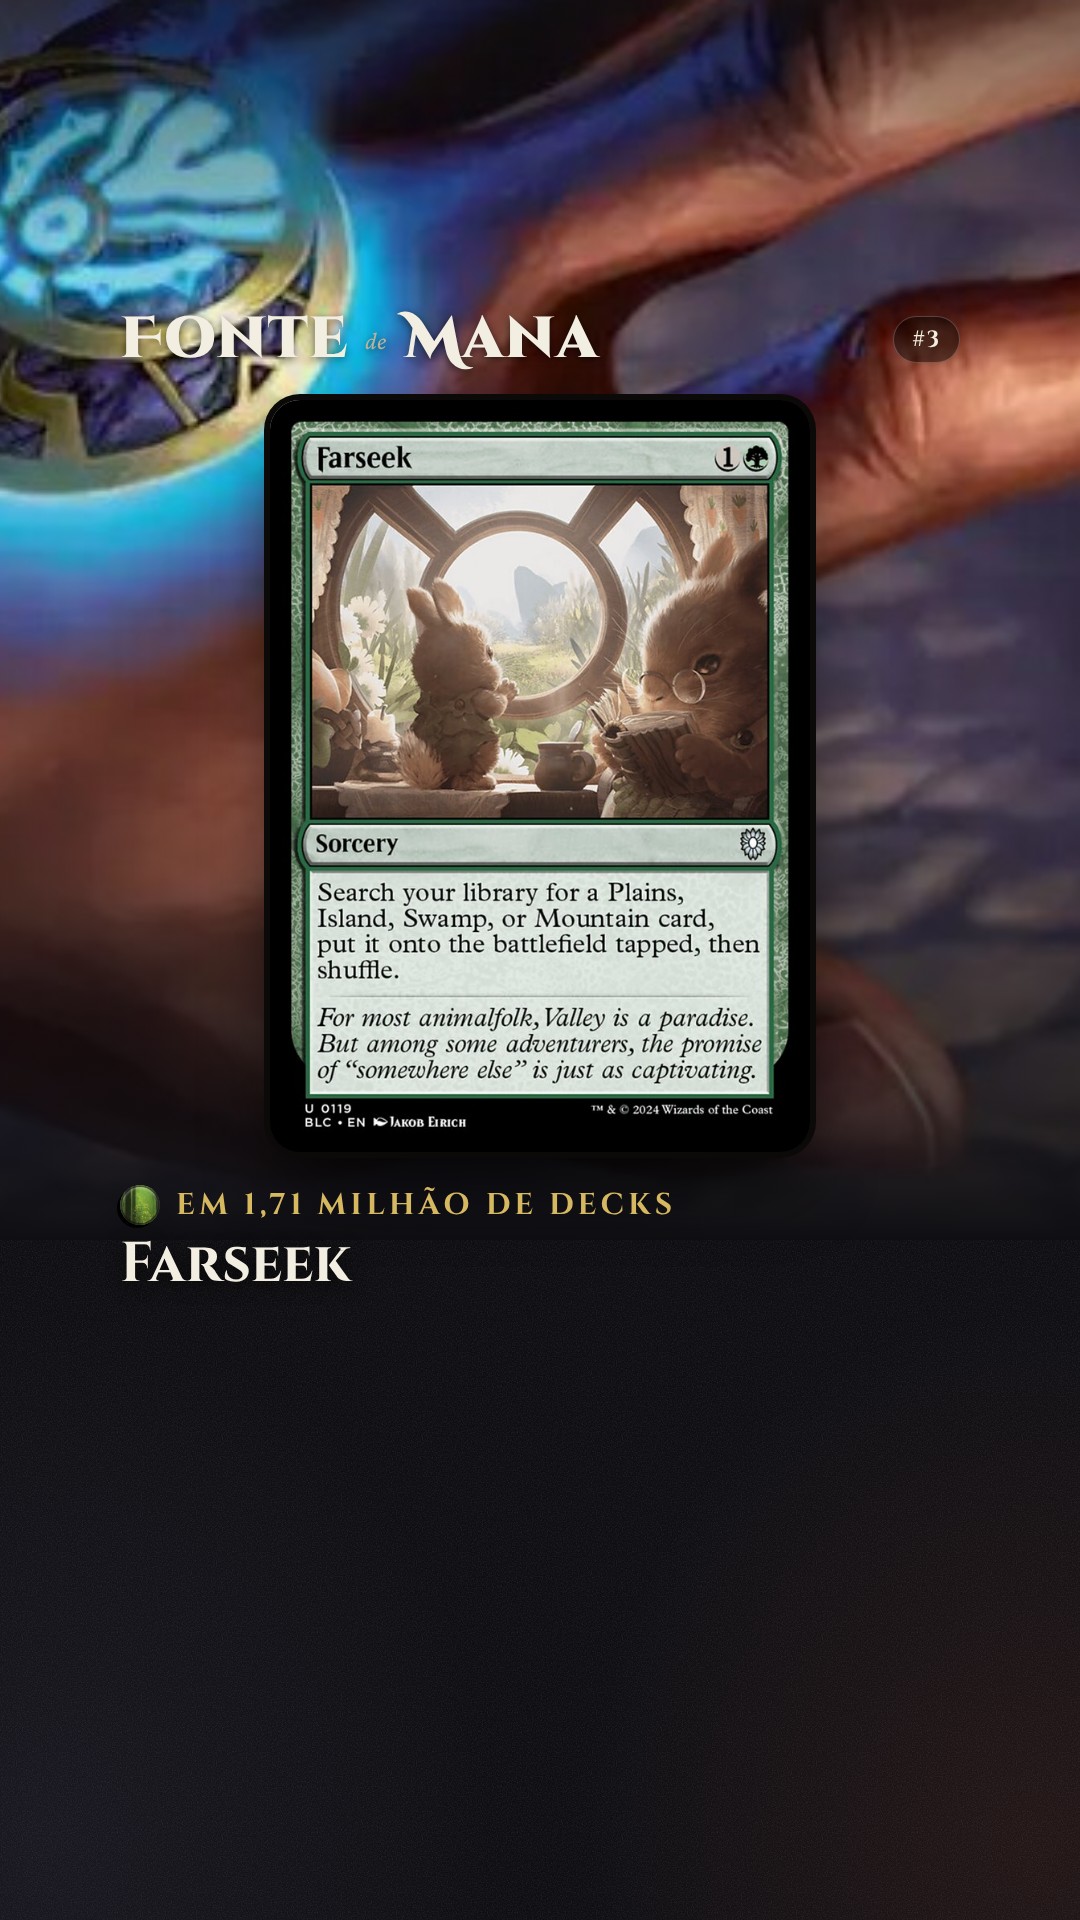 FONTE de MANA
#3
Farseek 1
Sorcery
Search your library for a Plains,
Island, Swamp, or Mountain card,
put it onto the battlefield tapped, then
shuffle.
For most animalfolk, Valley is a paradise.
But among some adventurers, the promise
of “somewhere else” is just as captivating.
U 0119
BLC • EN JAKOB EIRICH
™ & © 2024 Wizards of the Coast
EM 1,71 MILHÃO DE DECKS
FARSEEK